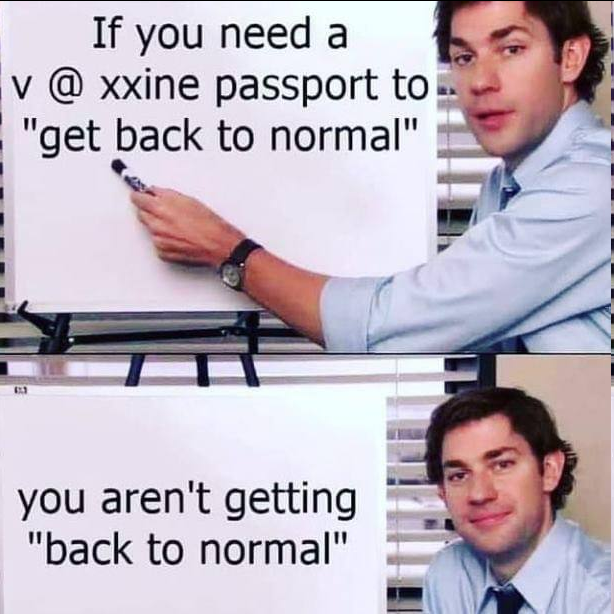 If you need a
v @ xxine passport to
"get back to normal"
you aren't getting
"back to normal"